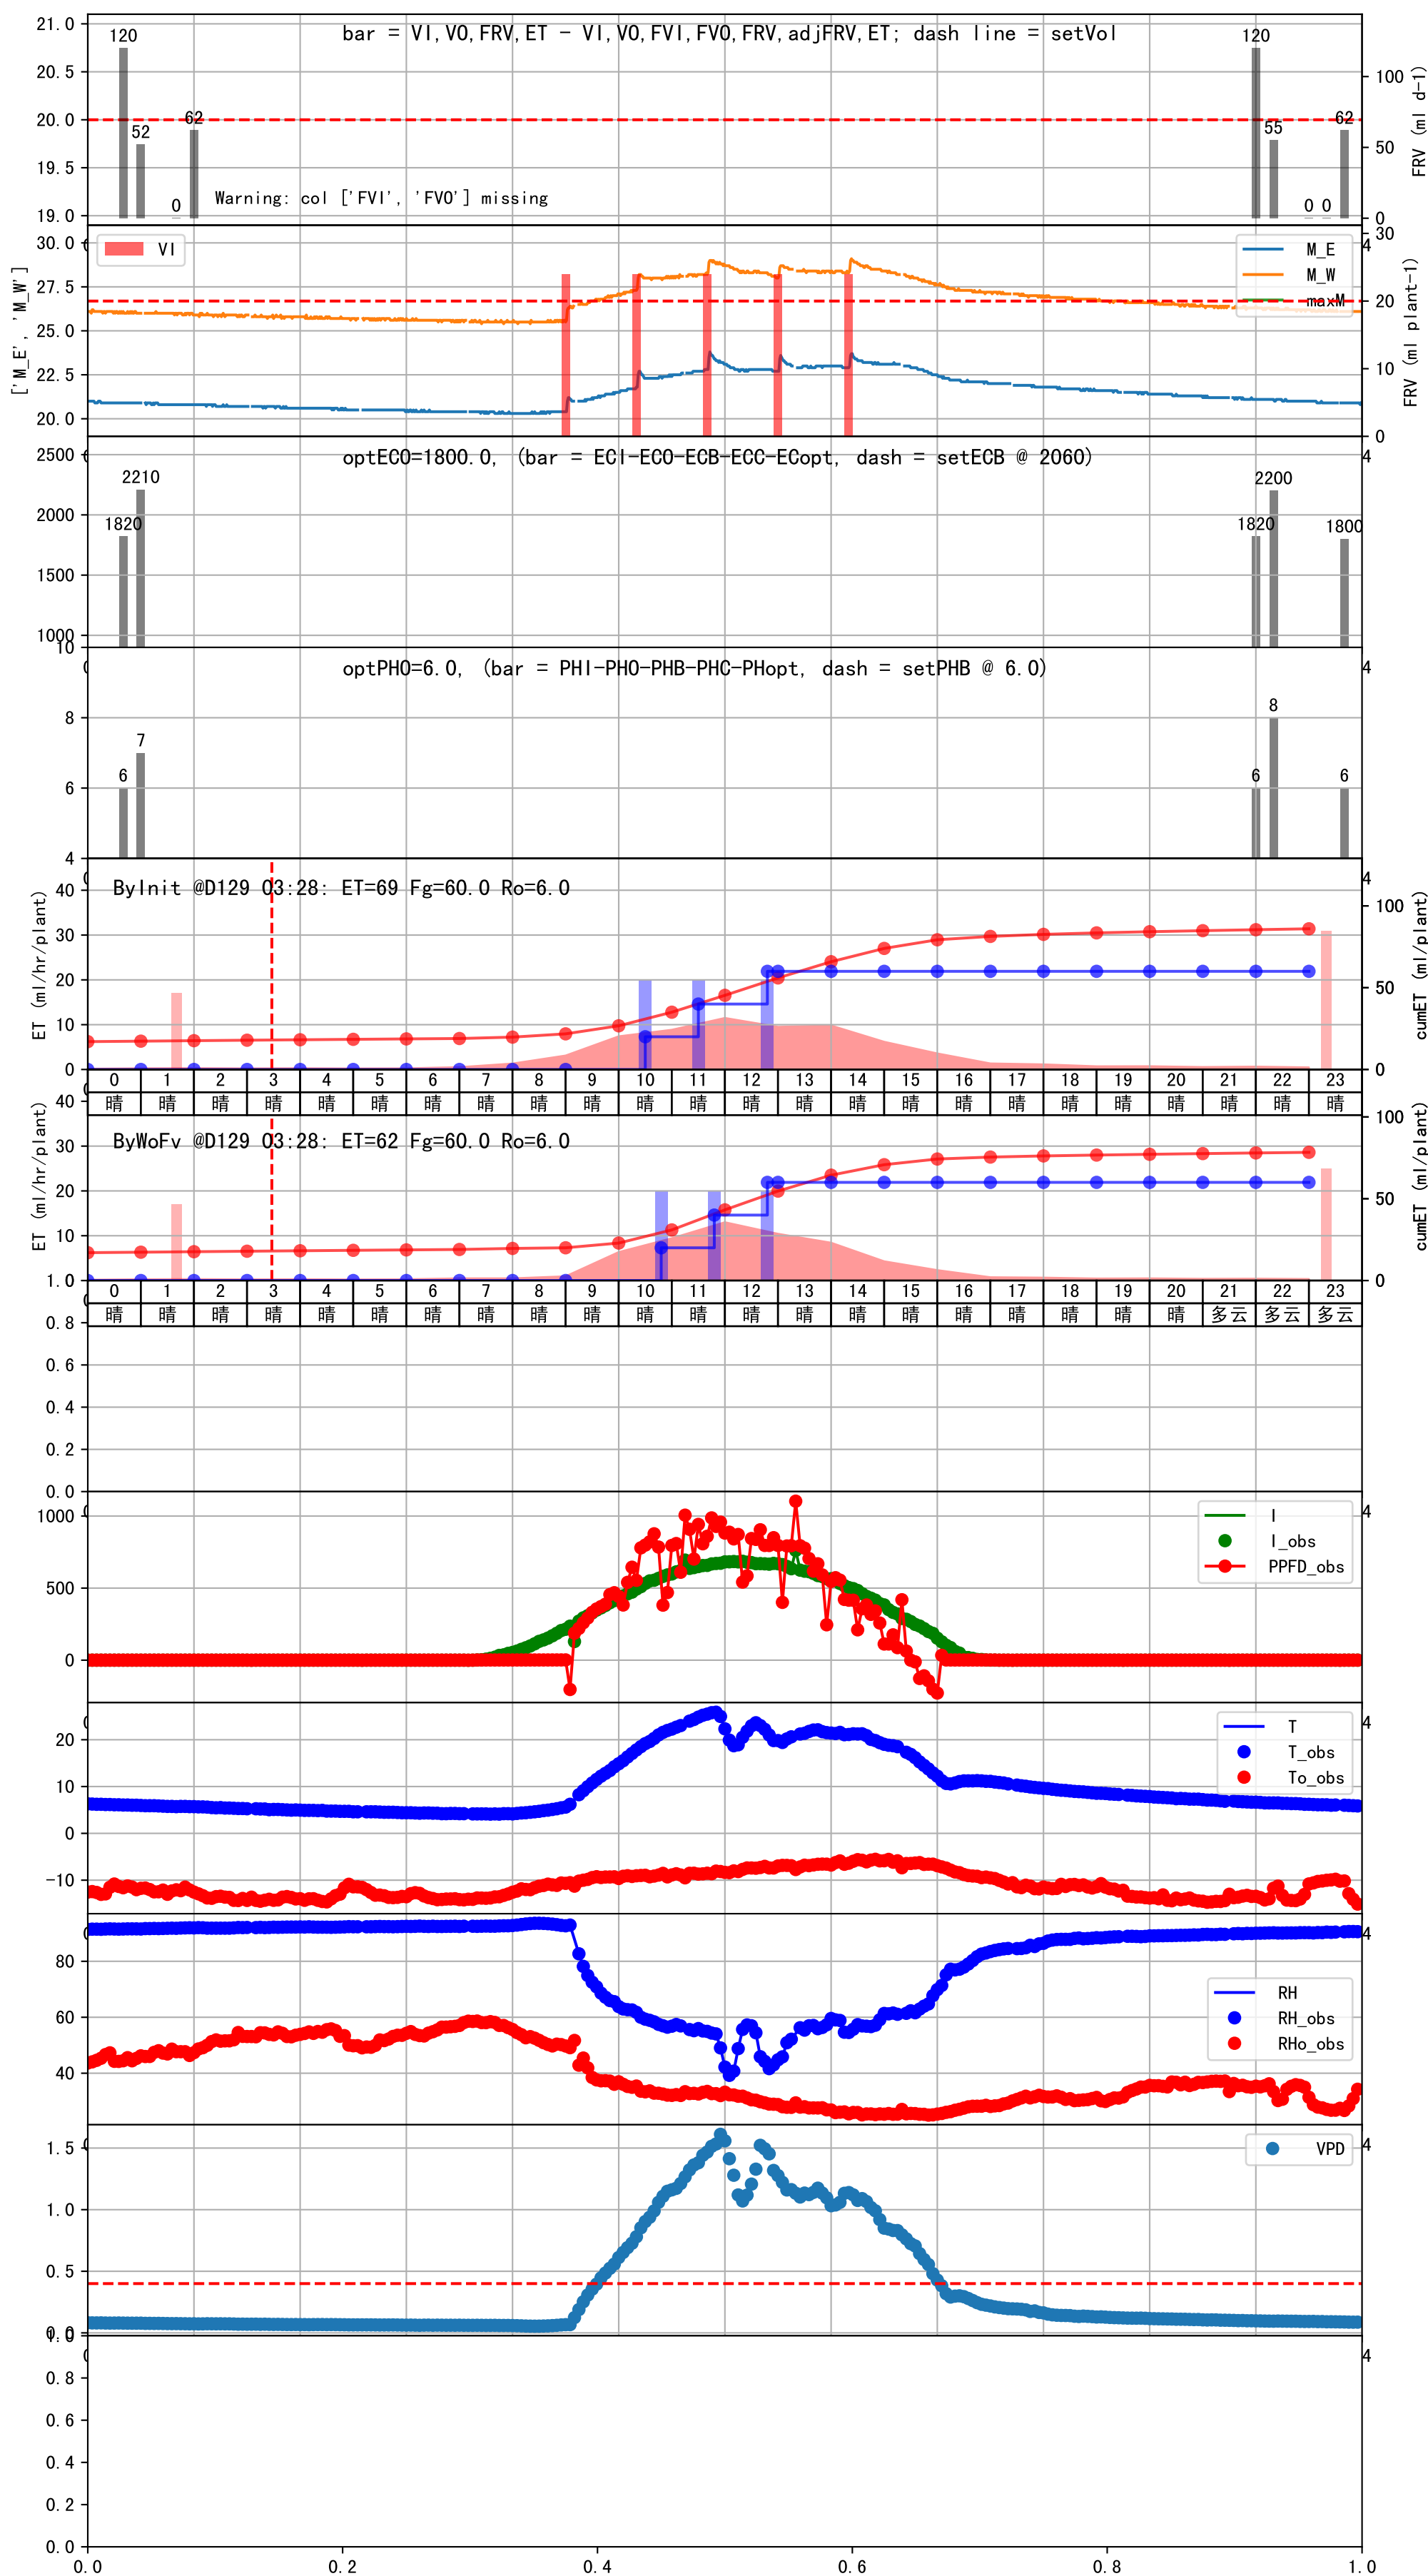 bar = VI,VO,FRV,ET - VI,VO,FVI,FVO,FRV,adjFRV,ET; dash line = setVol
21.0
20.5
20.0
19.5
19.0
120
52
0
62
Warning: col ['FVI', 'FVO'] missing
120
55
0 0
62
100
50
0
FRV (ml d-1)
['M_E', 'M_W']
30.0
27.5
25.0
22.5
20.0
VI
M_E
M_W
maxM
30
20
10
0
FRV (ml plant-1)
optECO=1800.0, (bar = ECI-ECO-ECB-ECC-ECopt, dash = setECB @ 2060)
2500
2000
1500
1000
1820
2210
1820
2200
1800
optPHO=6.0, (bar = PHI-PHO-PHB-PHC-PHopt, dash = setPHB @ 6.0)
10
8
6
4
6
7
6
8
6
ByInit @D129 03:28: ET=69 Fg=60.0 Ro=6.0
ET (ml/hr/plant)
40
30
20
10
0
100
50
0
cumET (ml/plant)
0 1 2 3 4 5 6 7 8 9 10 11 12 13 14 15 16 17 18 19 20 21 22 23
晴 晴 晴 晴 晴 晴 晴 晴 晴 晴 晴 晴 晴 晴 晴 晴 晴 晴 晴 晴 晴 晴 晴 晴
ByWoFv @D129 03:28: ET=62 Fg=60.0 Ro=6.0
ET (ml/hr/plant)
40
30
20
10
100
50
0
cumET (ml/plant)
0 1 2 3 4 5 6 7 8 9 10 11 12 13 14 15 16 17 18 19 20 21 22 23
晴 晴 晴 晴 晴 晴 晴 晴 晴 晴 晴 晴 晴 晴 晴 晴 晴 晴 晴 晴 晴 多云 多云 多云
1.0
0.8
0.6
0.4
0.2
0.0
1000
500
0
I
I_obs
PPFD_obs
20
10
0
-10
T
T_obs
To_obs
80
60
40
RH
RH_obs
RHo_obs
1.5
1.0
0.5
0.0
VPD
1.0
0.8
0.6
0.4
0.2
0.0
0.0 0.2 0.4 0.6 0.8 1.0